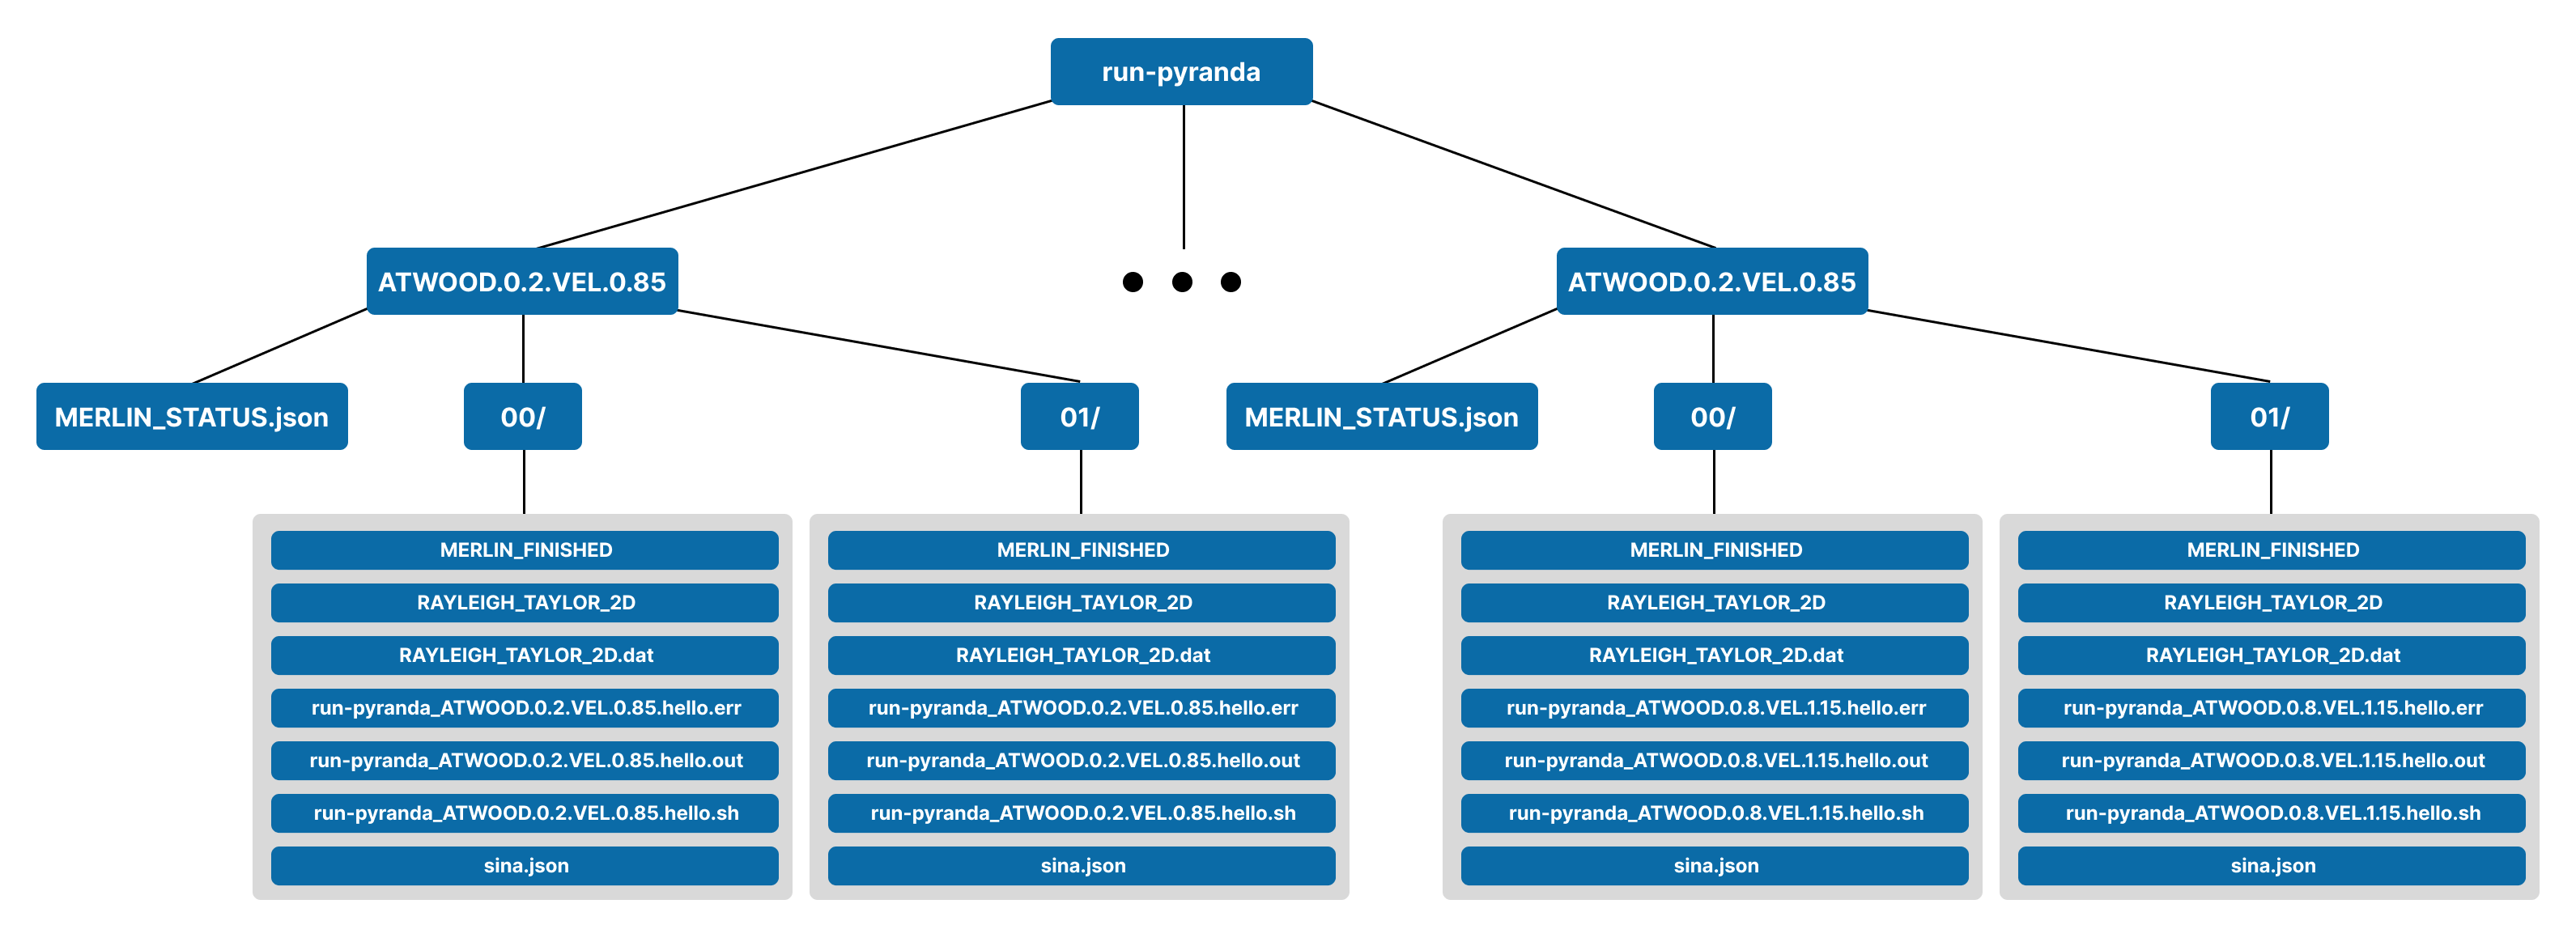 run-pyranda
ATWOOD.0.2.VEL.0.85
ATWOOD.0.2.VEL.0.85
MERLIN_STATUS.json
00/
01/
MERLIN_STATUS.json
00/
01/
MERLIN_FINISHED
RAYLEIGH_TAYLOR_2D
RAYLEIGH_TAYLOR_2D.dat
run-pyranda_ATWOOD.0.2.VEL.0.85.hello.err
run-pyranda_ATWOOD.0.2.VEL.0.85.hello.out
run-pyranda_ATWOOD.0.2.VEL.0.85.hello.sh
sina.json
MERLIN_FINISHED
RAYLEIGH_TAYLOR_2D
RAYLEIGH_TAYLOR_2D.dat
run-pyranda_ATWOOD.0.2.VEL.0.85.hello.err
run-pyranda_ATWOOD.0.2.VEL.0.85.hello.out
run-pyranda_ATWOOD.0.2.VEL.0.85.hello.sh
sina.json
MERLIN_FINISHED
RAYLEIGH_TAYLOR_2D
RAYLEIGH_TAYLOR_2D.dat
run-pyranda_ATWOOD.0.8.VEL.1.15.hello.err
run-pyranda_ATWOOD.0.8.VEL.1.15.hello.out
run-pyranda_ATWOOD.0.8.VEL.1.15.hello.sh
sina.json
MERLIN_FINISHED
RAYLEIGH_TAYLOR_2D
RAYLEIGH_TAYLOR_2D.dat
run-pyranda_ATWOOD.0.8.VEL.1.15.hello.err
run-pyranda_ATWOOD.0.8.VEL.1.15.hello.out
run-pyranda_ATWOOD.0.8.VEL.1.15.hello.sh
sina.json